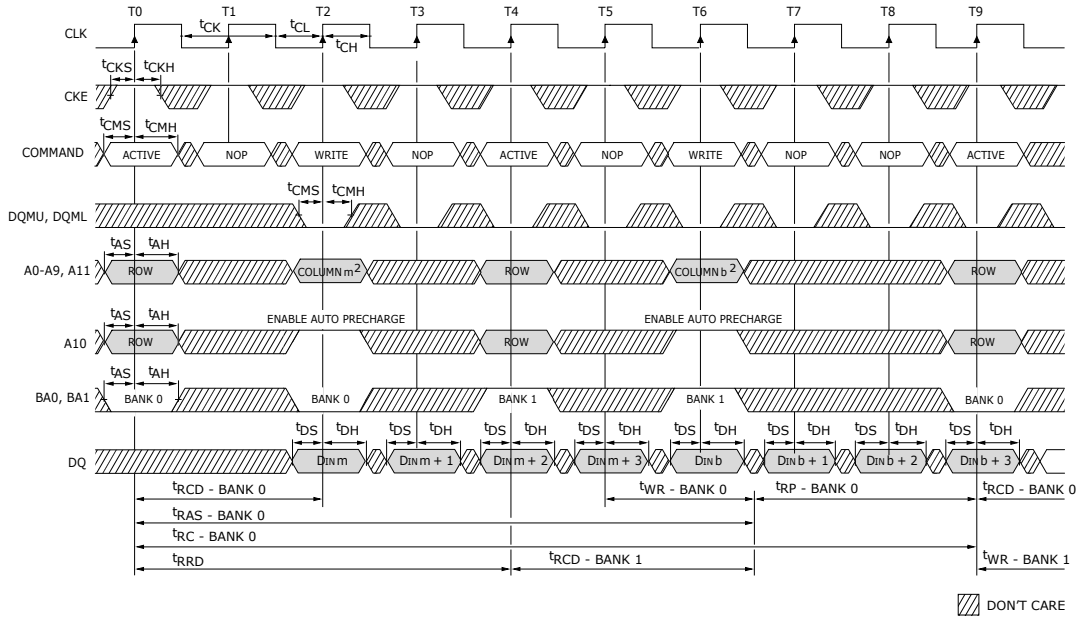 T0 T1 T2 T3 T4 T5 T6 T7 T8 T9
CLK
tCK tCL tCH
tCKS tCKH
CKE
tCMS tCMH
COMMAND ACTIVE NOP WRITE NOP ACTIVE NOP WRITE NOP NOP ACTIVE
tCMS tCMH
DQMU, DQML
tAS tAH
A0-A9, A11 ROW COLUMN m2 ROW COLUMN b2 ROW
tAS tAH ENABLE AUTO PRECHARGE ENABLE AUTO PRECHARGE
A10 ROW ROW ROW
tAS tAH
BA0, BA1 BANK 0 BANK 0 BANK 1 BANK 1 BANK 0
tDS tDH tDS tDH tDS tDH tDS tDH tDS tDH tDS tDH tDS tDH tDS tDH
DQ DIN m DIN m + 1 DIN m + 2 DIN m + 3 DIN b DIN b + 1 DIN b + 2 DIN b + 3
tRCD - BANK 0 tWR - BANK 0 tRP - BANK 0 tRCD - BANK 0
tRAS - BANK 0
tRC - BANK 0
tRRD tRCD - BANK 1 tWR - BANK 1
DON'T CARE